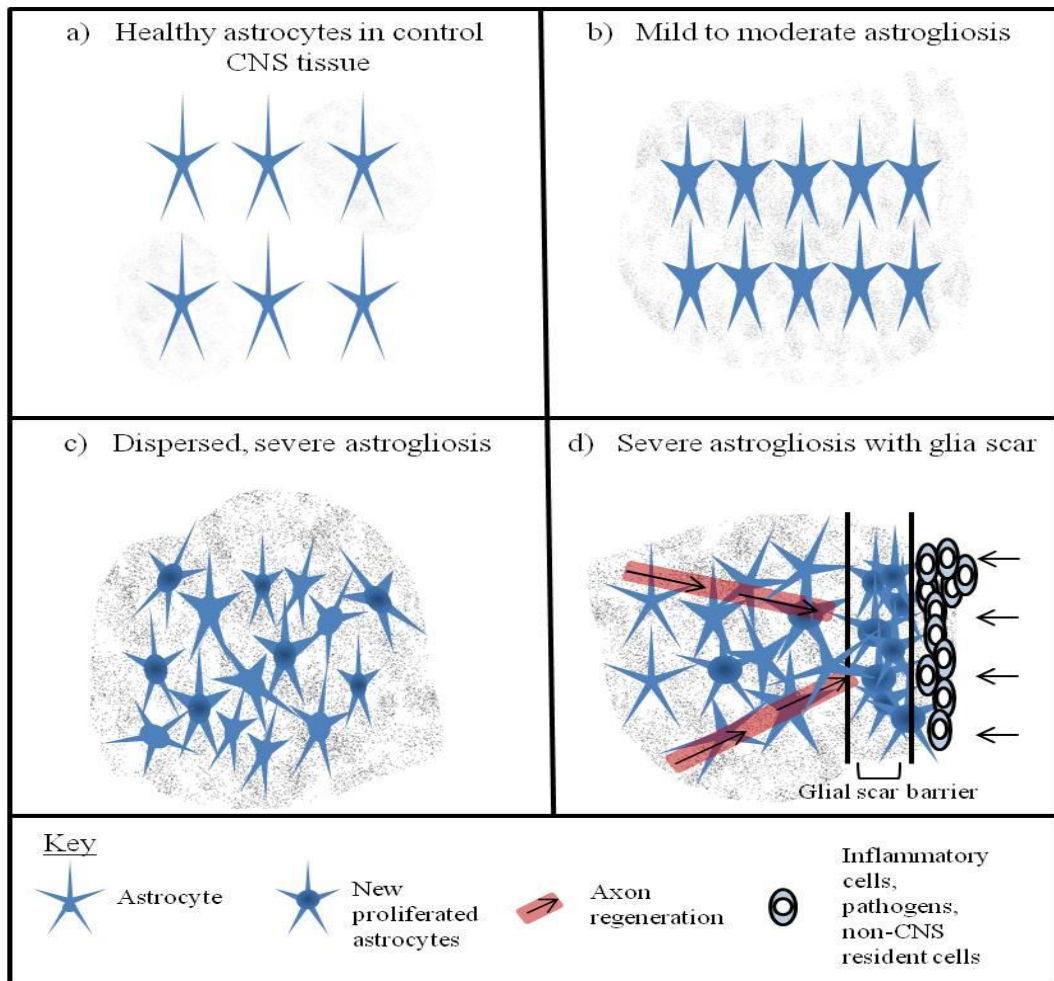 a) Healthy astrocytes in control
CNS tissue
b) Mild to moderate astrogliosis
c) Dispersed, severe astrogliosis
d) Severe astrogliosis with glia scar
Glial scar barrier
Key
Astrocyte
New
proliferated
astrocytes
Axon
regeneration
Inflammatory
cells,
pathogens,
non-CNS
resident cells